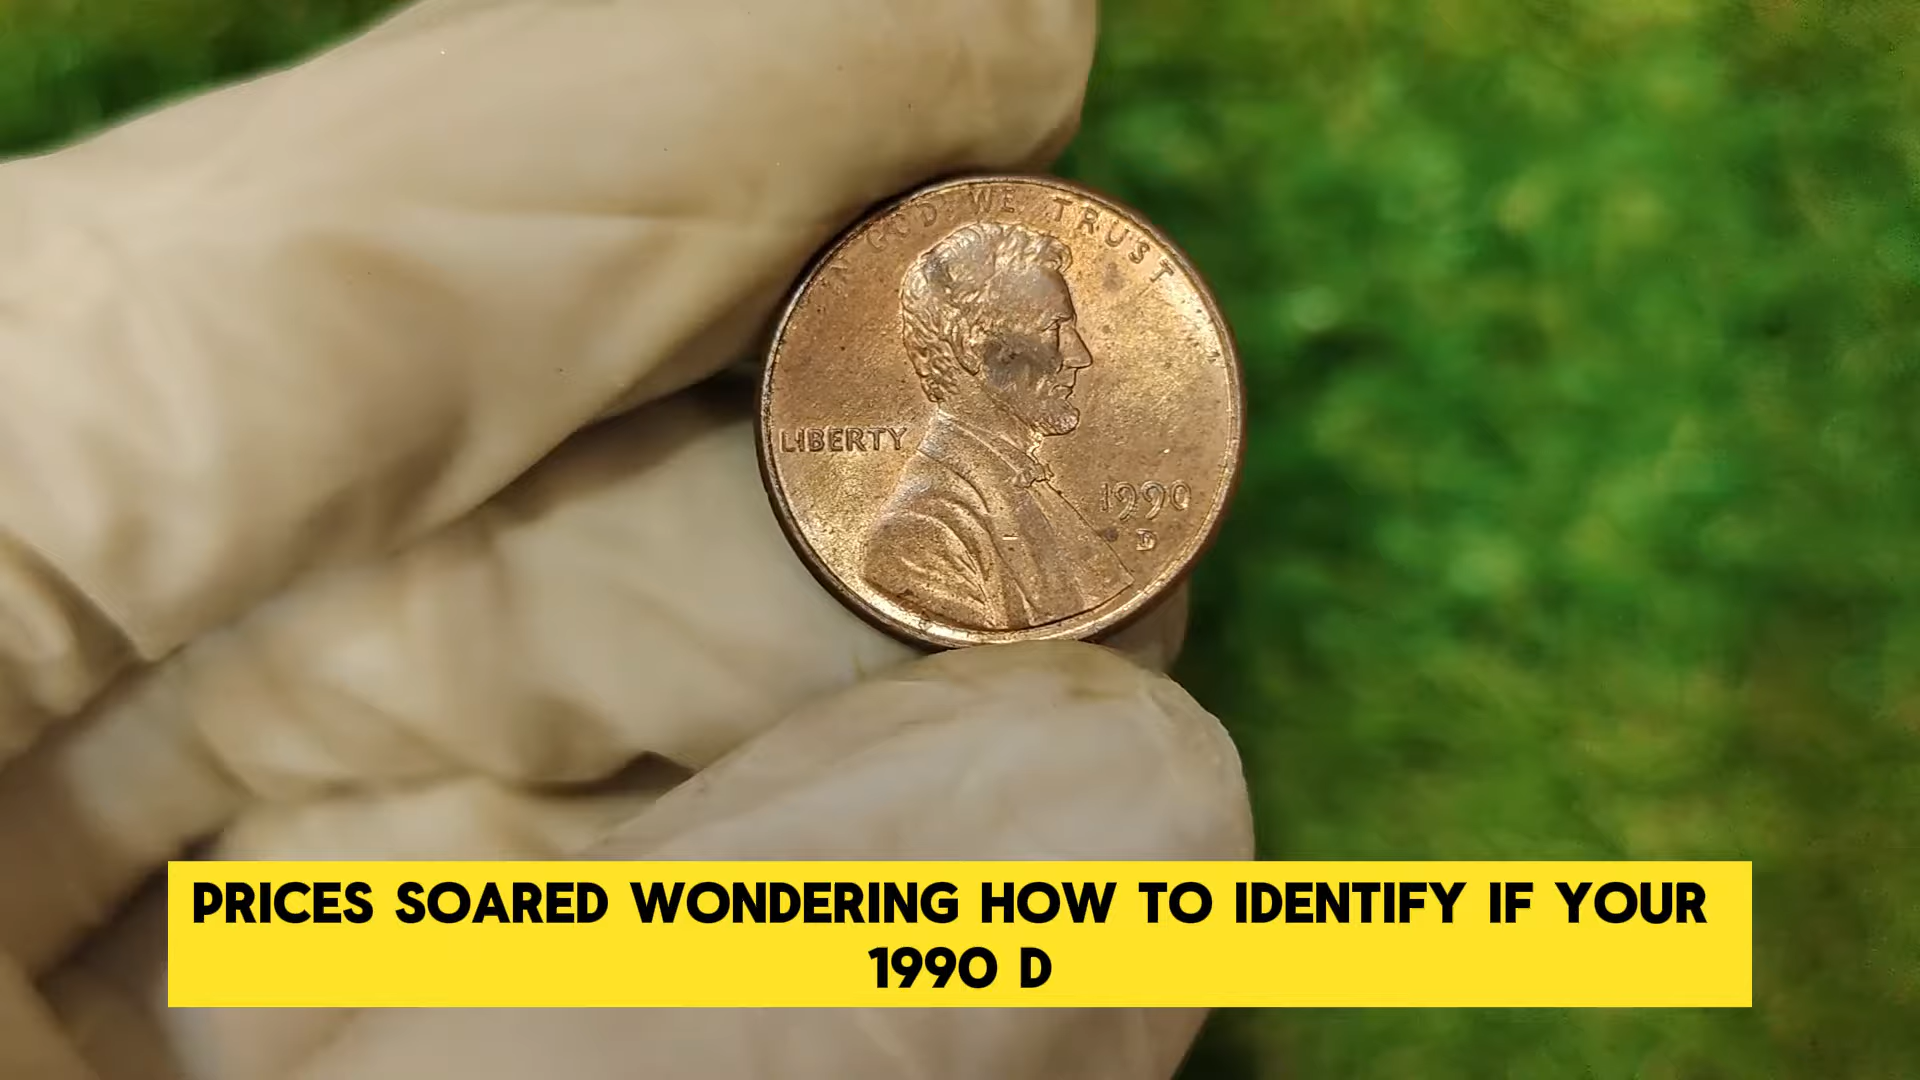 IN GOD WE TRUST
LIBERTY
1990
D
PRICES SOARED WONDERING HOW TO IDENTIFY IF YOUR
1990 D